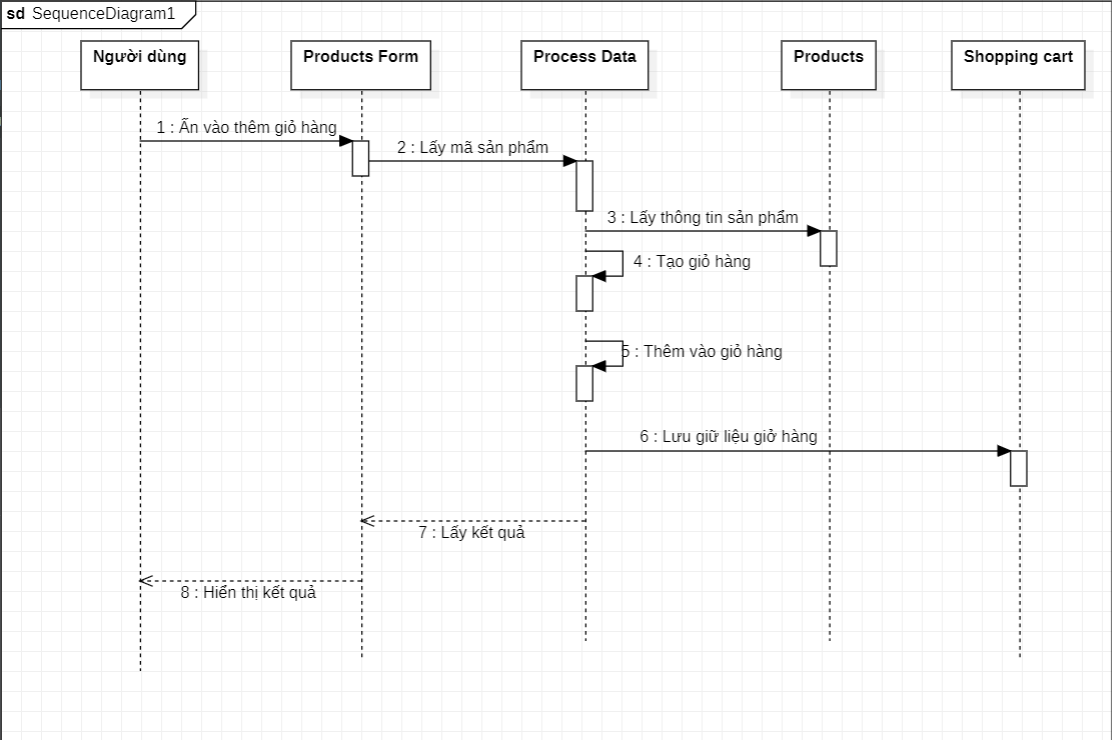 sd SequenceDiagram1
Người dùng
Products Form
Process Data
Products
Shopping cart
1 : Ấn vào thêm giỏ hàng
2 : Lấy mã sản phẩm
3 : Lấy thông tin sản phẩm
4 : Tạo giỏ hàng
5 : Thêm vào giỏ hàng
6 : Lưu giữ liệu giở hàng
7 : Lấy kết quả
8 : Hiển thị kết quả